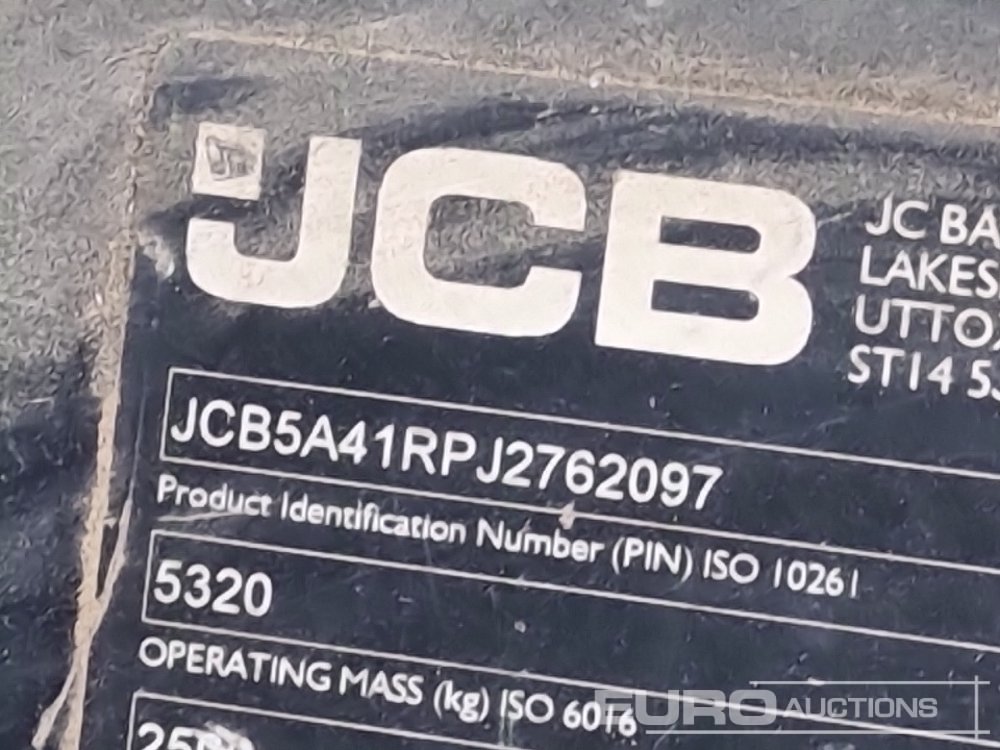 JCB
JC BA
LAKES
UTTOX
ST14 5
JCB5A41RPJ2762097
Product Identification Number (PIN) ISO 10261
5320
OPERATING MASS (kg) ISO 6016
EURO AUCTIONS